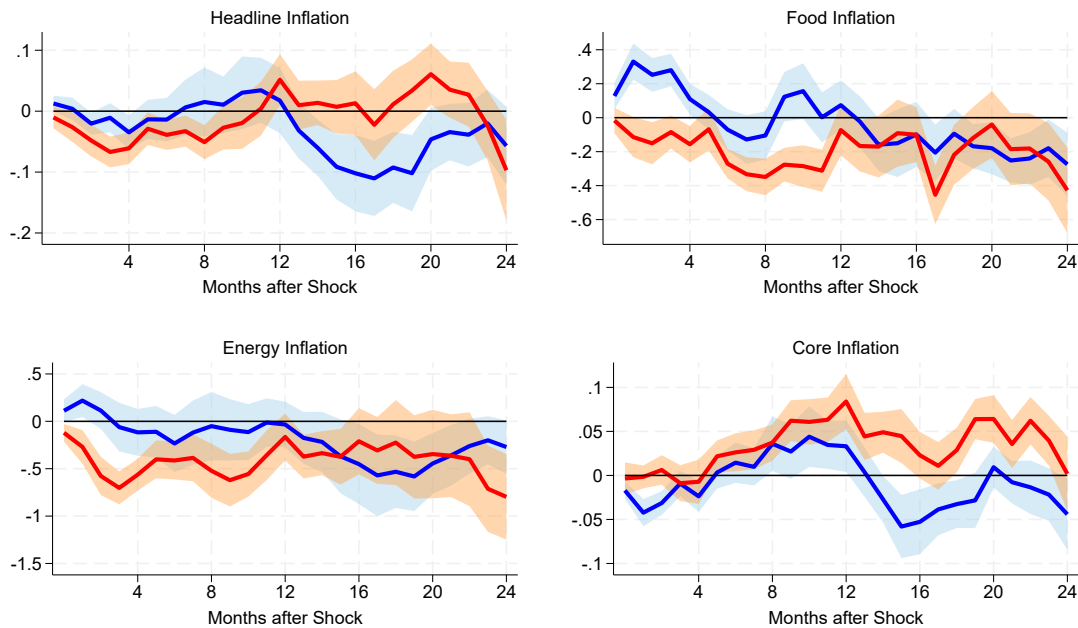 Headline Inflation
.1
0
-.1
-.2
4 8 12 16 20 24
Months after Shock
Food Inflation
.4
.2
0
-.2
-.4
-.6
4 8 12 16 20 24
Months after Shock
Energy Inflation
.5
0
-.5
-1
-1.5
4 8 12 16 20 24
Months after Shock
Core Inflation
.1
.05
0
-.05
-.1
4 8 12 16 20 24
Months after Shock